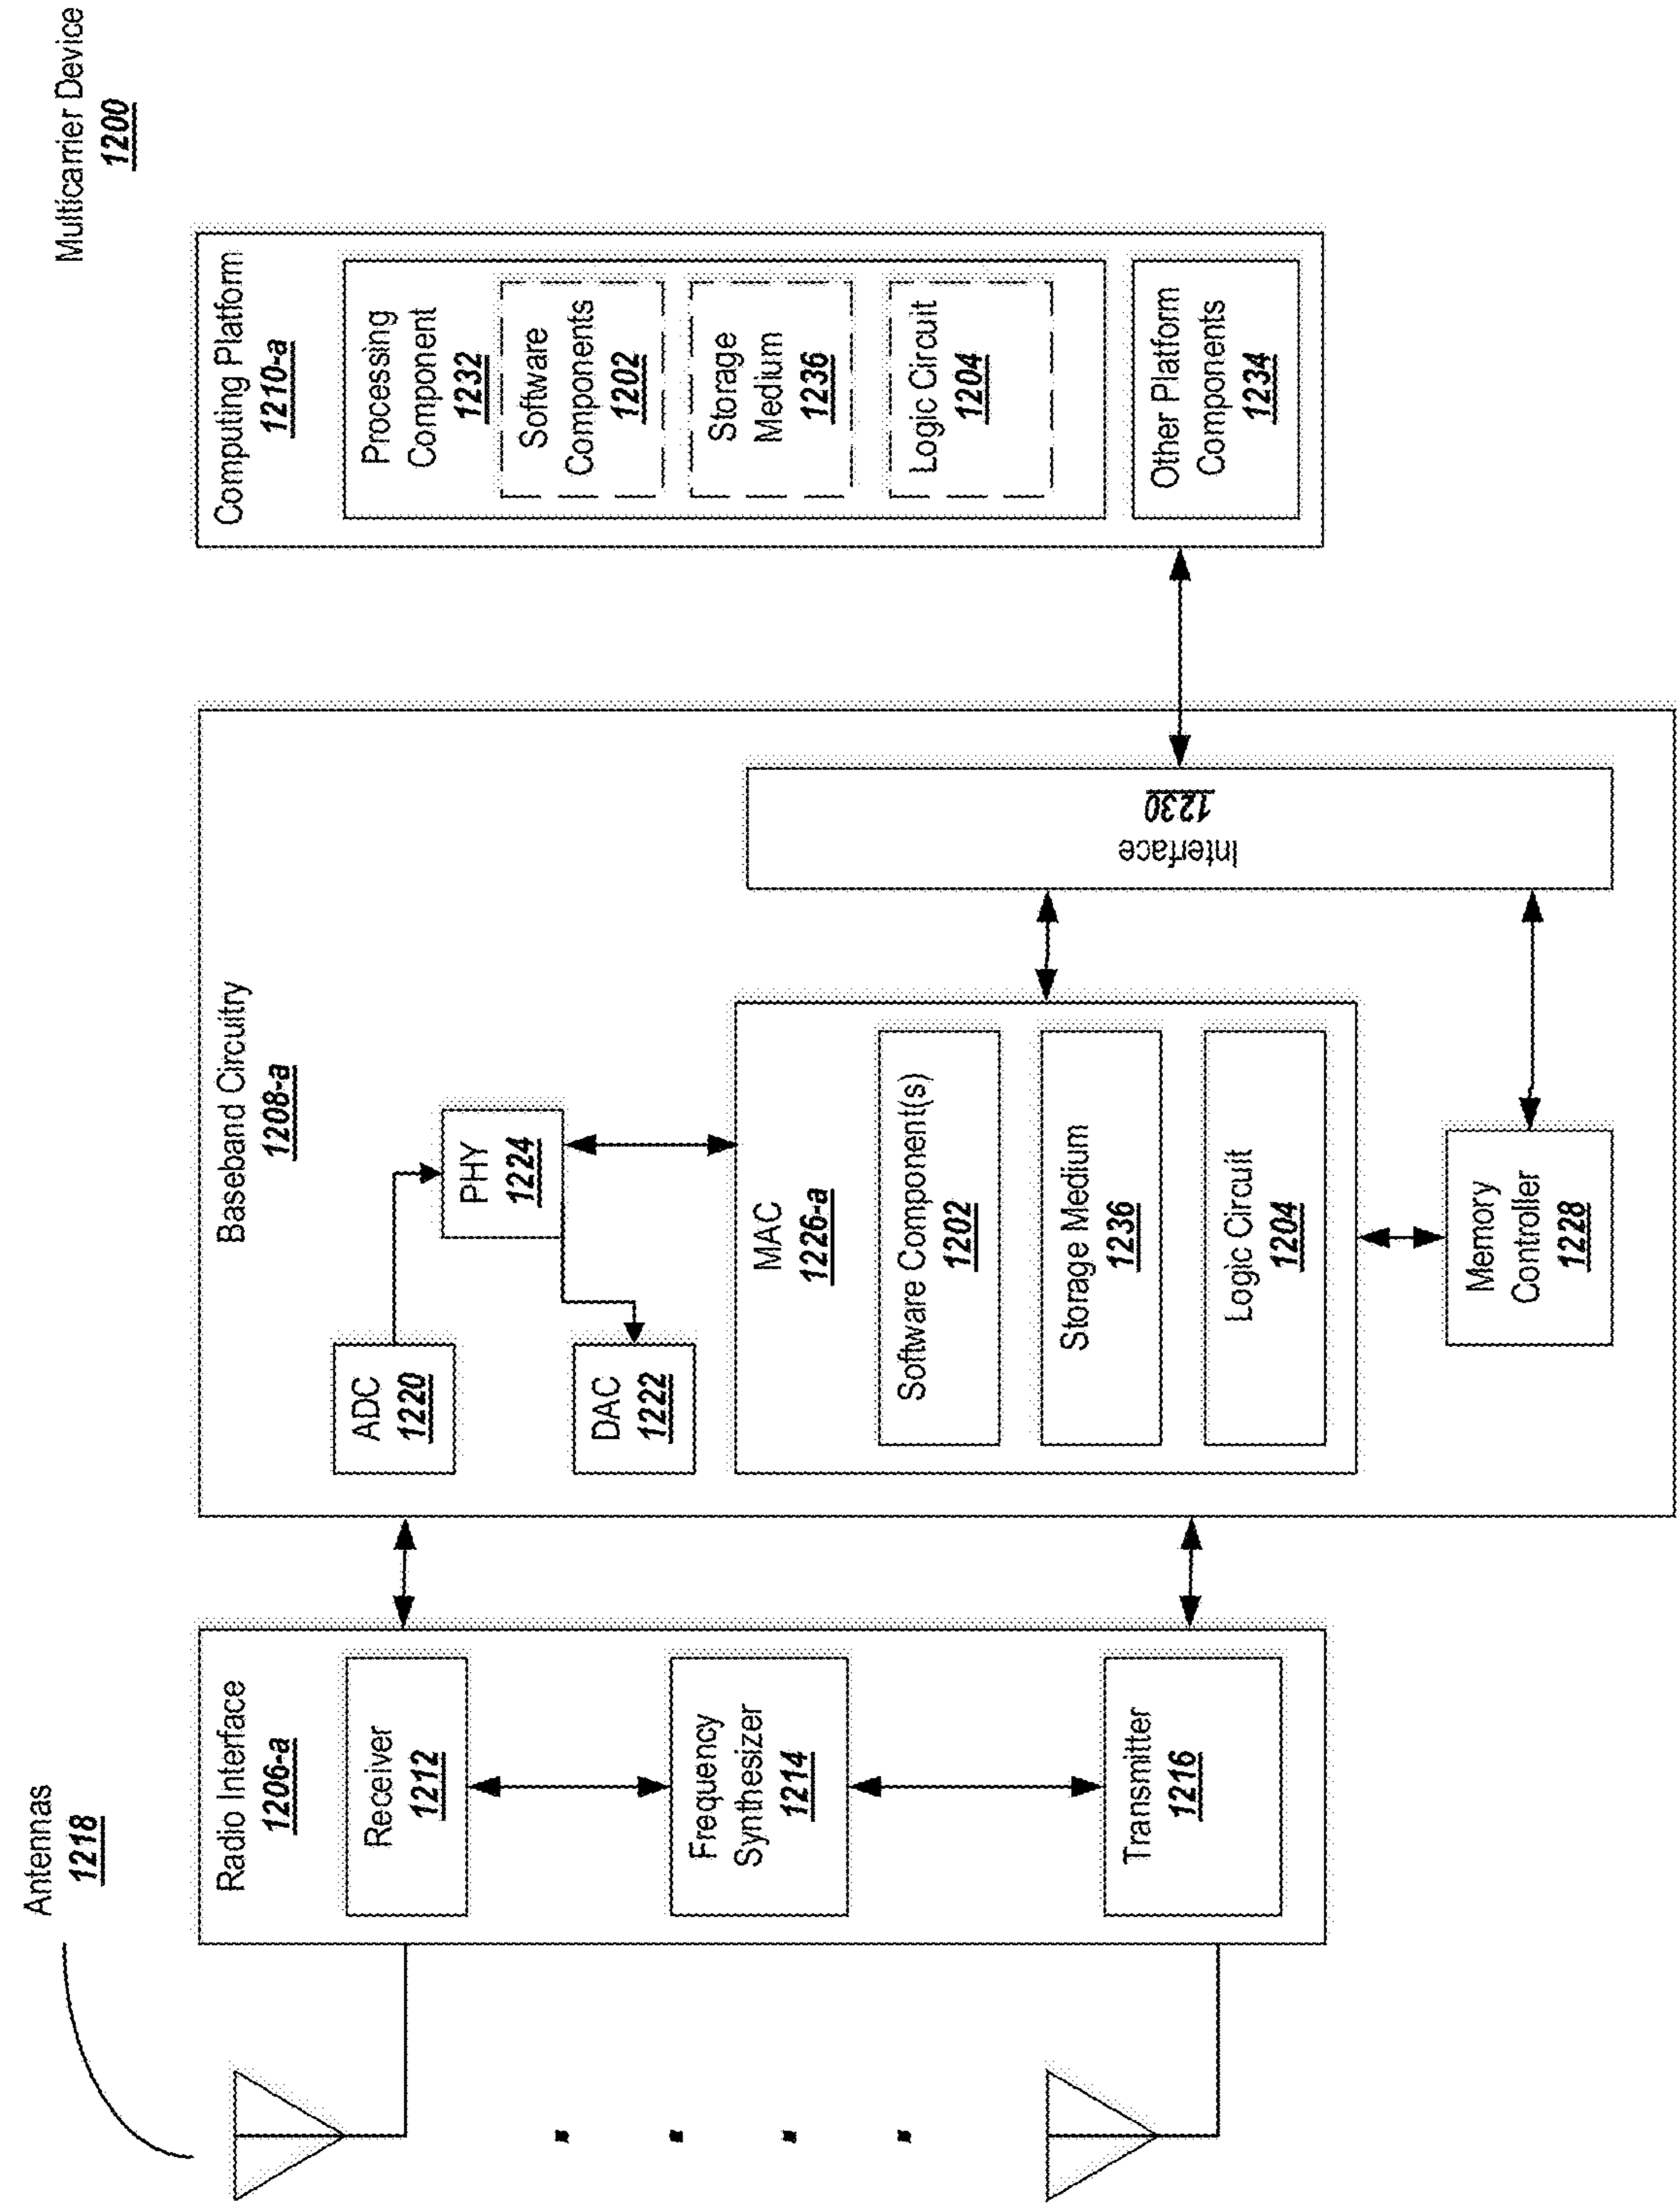 Multicarrier Device
1200
Antennas
1218
Radio Interface
1206-a
Receiver
1212
Frequency
Synthesizer
1214
Transmitter
1216
Baseband Circuitry
1208-a
ADC
1220
PHY
1224
DAC
1222
MAC
1226-a
Software Component(s)
1202
Storage Medium
1236
Logic Circuit
1204
Memory
Controller
1228
Interface
1230
Computing Platform
1210-a
Processing
Component
1232
Software
Components
1202
Storage
Medium
1236
Logic Circuit
1204
Other Platform
Components
1234